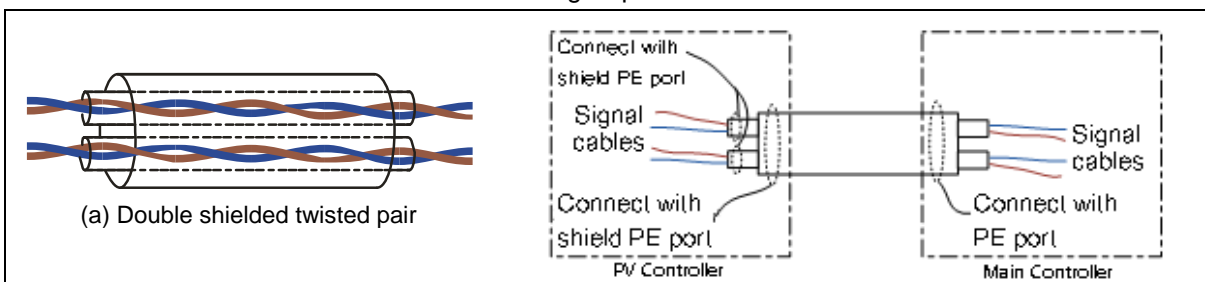 (a) Double shielded twisted pair
Connect with
shield PE port
Signal
cables
Connect with
shield PE port
PV Controller
Signal
cables
Connect with
PE port
Main Controller